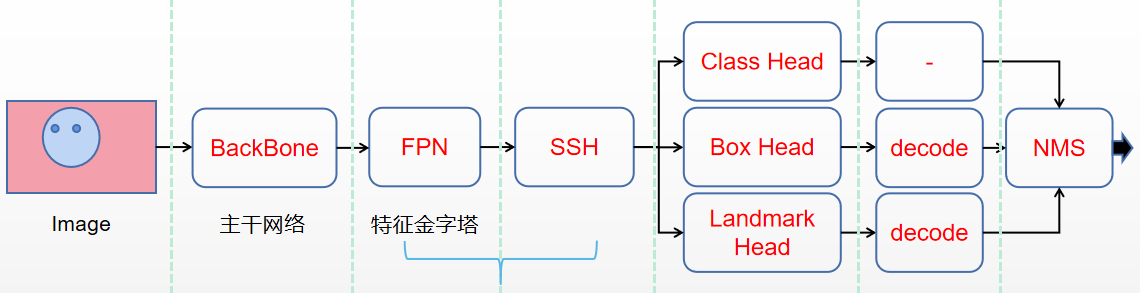 Class Head
-
BackBone
FPN
SSH
Box Head
decode
NMS
Landmark
Head
decode
Image
主干网络
特征金字塔